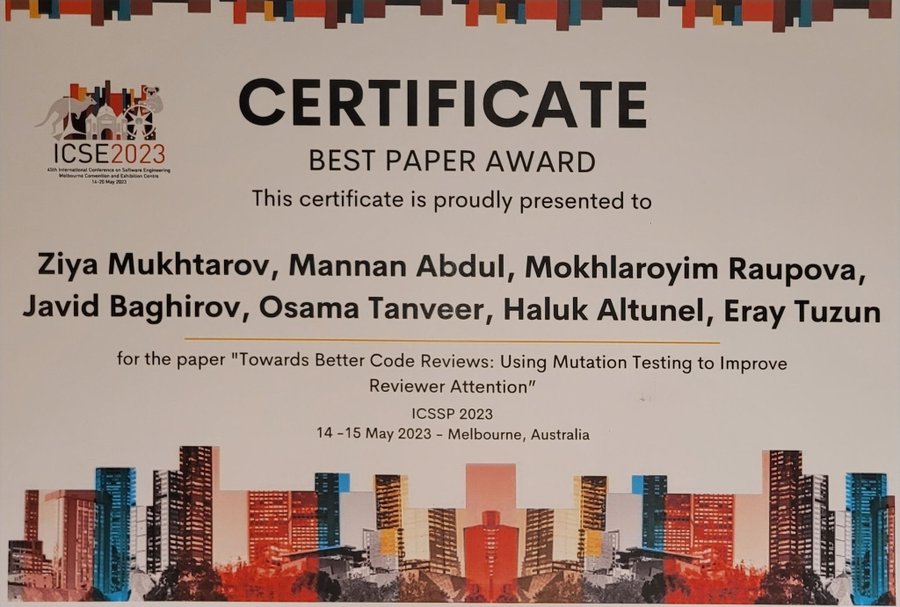 CERTIFICATE
BEST PAPER AWARD
This certificate is proudly presented to
ICSE2023
45th International Conference on Software Engineering
Melbourne Convention and Exhibition Centre
14-20 May 2023
Ziya Mukhtarov, Mannan Abdul, Mokhlaroyim Raupova,
Javid Baghirov, Osama Tanveer, Haluk Altunel, Eray Tuzun
for the paper "Towards Better Code Reviews: Using Mutation Testing to Improve
Reviewer Attention”
ICSSP 2023
14 -15 May 2023 - Melbourne, Australia